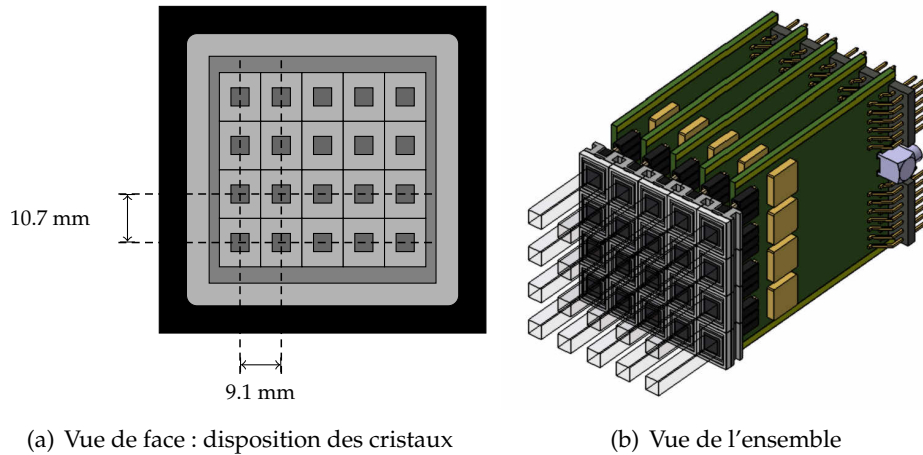 10.7 mm
9.1 mm
(a) Vue de face : disposition des cristaux
(b) Vue de l'ensemble